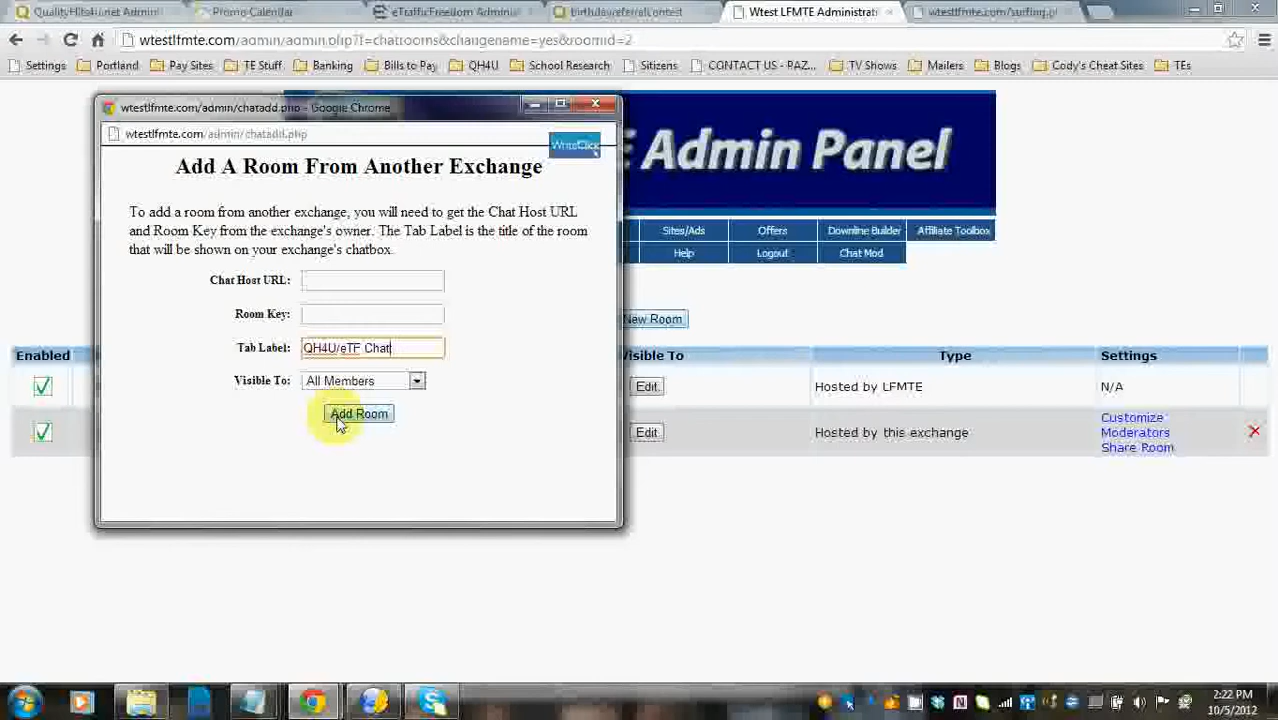 QualityHits4U.net Admin
Promo Calendar
eTrafficFreedom Administra
birthdayreferralcontest
Wtest LFMTE Administrati
wtestlfmte.com/surfing.p
wtestlfmte.com/admin/admin.php?f=chatrooms&changename=yes&roomid=2
Settings Portland Pay Sites TE Stuff Banking Bills to Pay QH4U School Research Sitizens CONTACT US - PAZ... TV Shows Mailers Blogs Cody's Cheat Sites TEs
wtestlfmte.com/admin/chatadd.php - Google Chrome
wtestlfmte.com/admin/chatadd.php
WriteClick
E Admin Panel
Add A Room From Another Exchange
To add a room from another exchange, you will need to get the Chat Host URL
and Room Key from the exchange's owner. The Tab Label is the title of the room
that will be shown on your exchange's chatbox.
Chat Host URL:
Room Key:
Tab Label: QH4U/eTF Chat
Visible To: All Members
Add Room
Sites/Ads Offers Downline Builder Affiliate Toolbox
Help Logout Chat Mod
New Room
Enabled Visible To Type Settings
Edit Hosted by LFMTE N/A
Edit Hosted by this exchange Customize
Moderators
Share Room
2:22 PM
10/5/2012